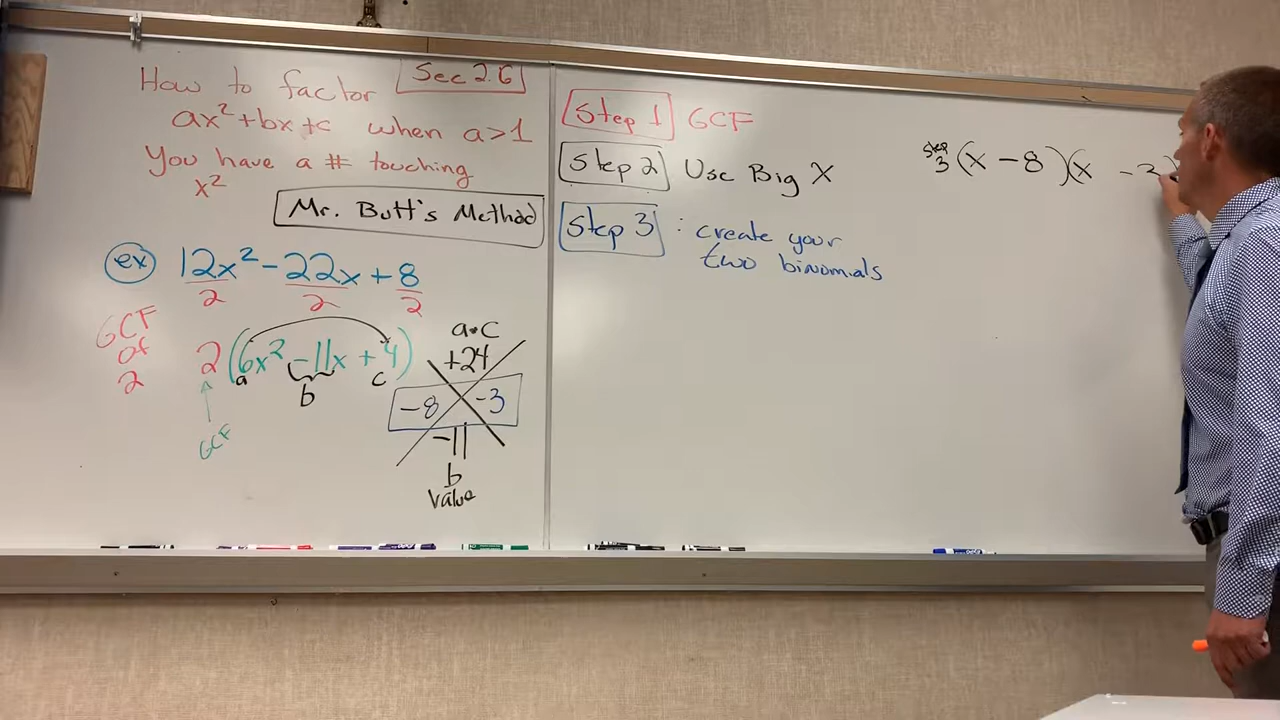 How to factor
Sec 2.6
ax²+bx+c when a>1
You have a # touching
x²
Mr. Butt's Method
ex 12x² - 22x + 8
2 2 2
GCF
of
2
2(6x² - 11x + 4)
a b c
GCF
a•c
+24
-8 -3
-11
b
value
Step 1 GCF
Step 2 Use Big X
Step 3 : create your
two binomials
step
3 (x - 8)(x - 3)